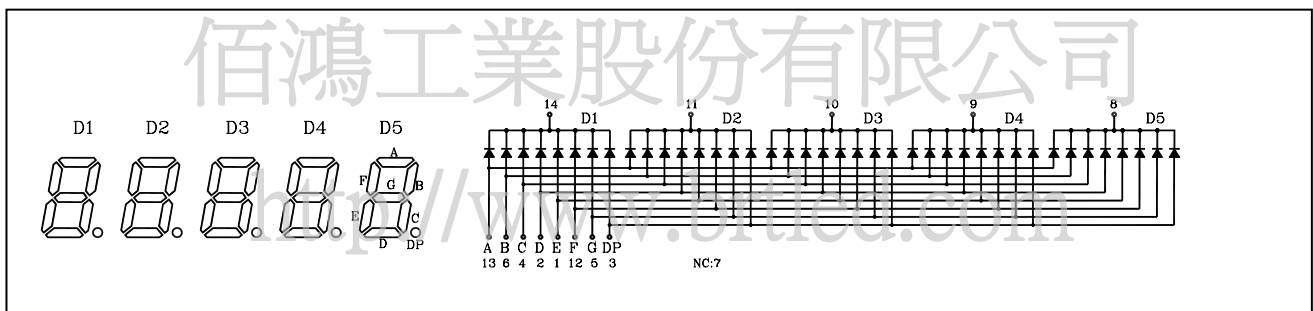 佰鴻工業股份有限公司
D1 D2 D3 D4 D5
A
F G B
E C
D DP
14 11 10 9 8
D1 D2 D3 D4 D5
http://www.brtled.com
A B C D E F G DP
13 6 4 2 1 12 5 3 NC:7